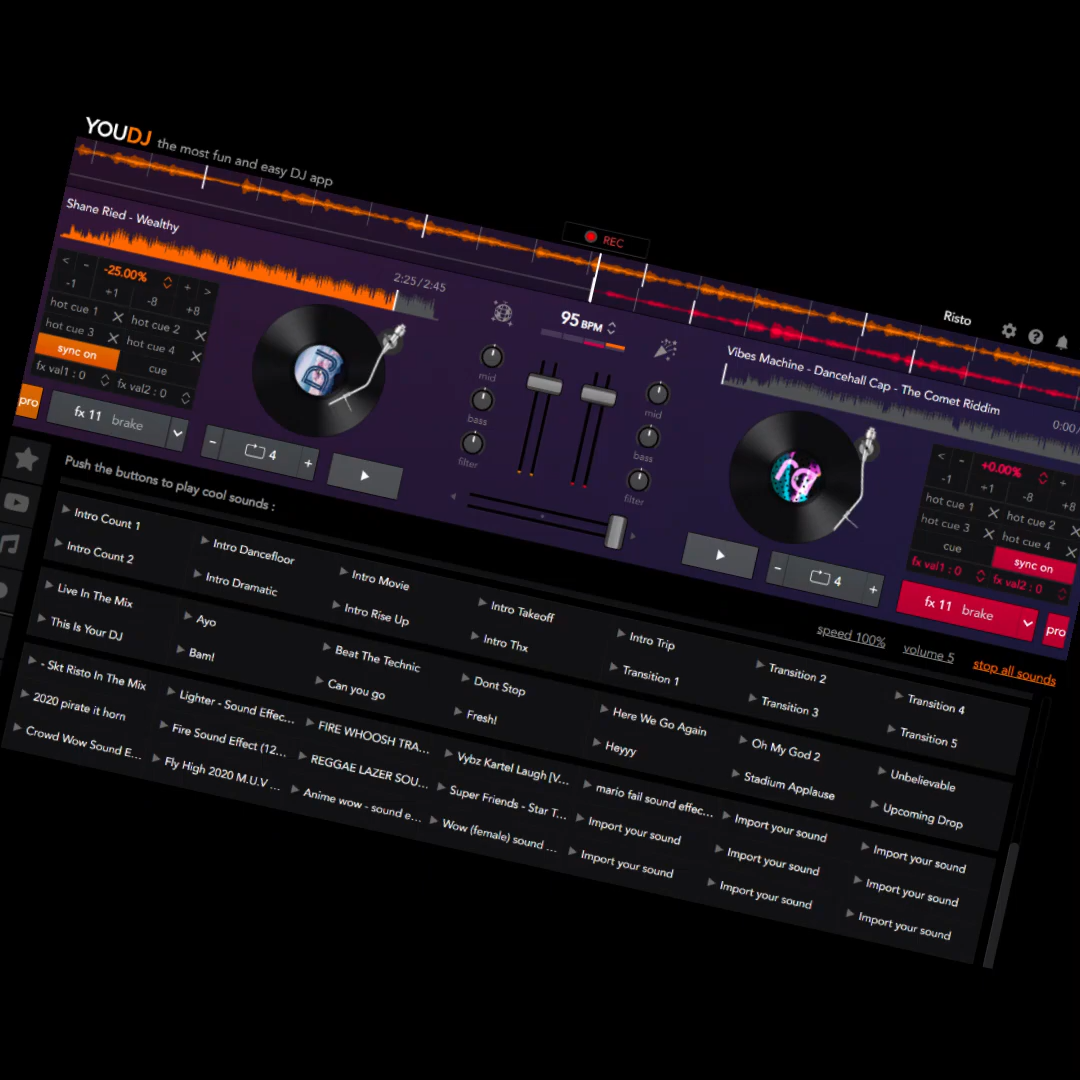 YOUDJ the most fun and easy DJ app
REC
Risto
Shane Ried - Wealthy
2:25/2:45
< - -25.00% + >
-1 +1 -8 +8
hot cue 1 hot cue 2
hot cue 3 hot cue 4
sync on cue
fx val1 : 0 fx val2 : 0
pro fx 11 brake
- 4 +
95 BPM
mid
bass
filter
mid
bass
filter
Vibes Machine - Dancehall Cap - The Comet Riddim
0:00/
< - +0.00% +
-1 +1 -8 +8
hot cue 1 hot cue 2
hot cue 3 hot cue 4
cue sync on
fx val1 : 0 fx val2 : 0
- 4 +
fx 11 brake pro
Push the buttons to play cool sounds :
speed 100% volume 5 stop all sounds
Intro Count 1 Intro Dancefloor Intro Movie Intro Takeoff Intro Trip Transition 2 Transition 4
Intro Count 2 Intro Dramatic Intro Rise Up Intro Thx Transition 1 Transition 3 Transition 5
Live In The Mix Ayo Beat The Technic Dont Stop Here We Go Again Oh My God 2 Unbelievable
This Is Your DJ Bam! Can you go Fresh! Heyyy Stadium Applause Upcoming Drop
- Skt Risto In The Mix Lighter - Sound Effec... FIRE WHOOSH TRA... Vybz Kartel Laugh [V... mario fail sound effec... Import your sound Import your sound
2020 pirate it horn Fire Sound Effect (12... REGGAE LAZER SOU... Super Friends - Star T... Import your sound Import your sound Import your sound
Crowd Wow Sound E... Fly High 2020 M.U.V ... Anime wow - sound e... Wow (female) sound ... Import your sound Import your sound Import your sound